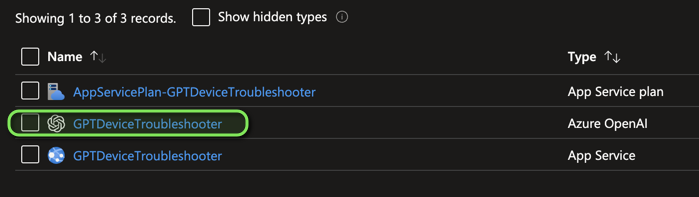 Showing 1 to 3 of 3 records. Show hidden types
Name Type
AppServicePlan-GPTDeviceTroubleshooter App Service plan
GPTDeviceTroubleshooter Azure OpenAI
GPTDeviceTroubleshooter App Service